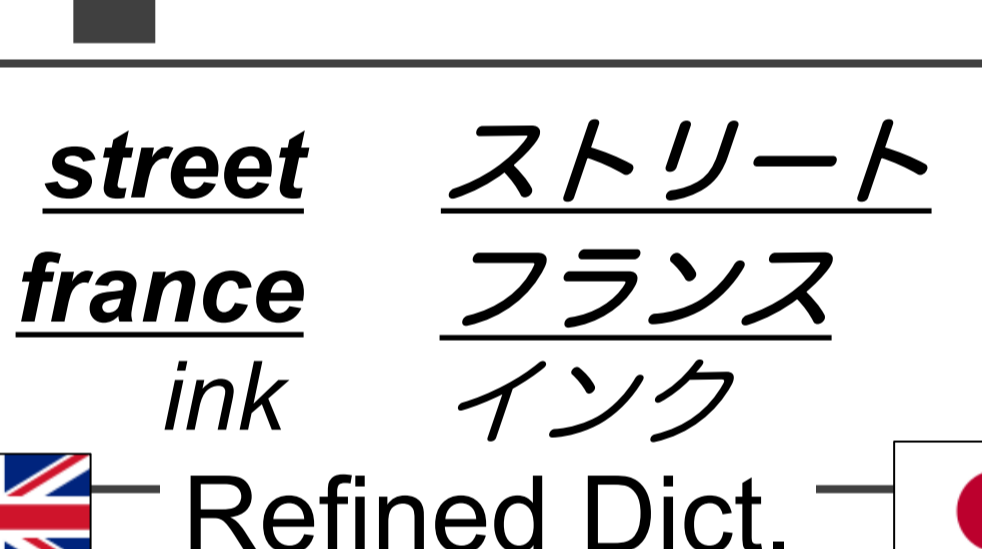 street ストリート
france フランス
ink インク
Refined Dict.